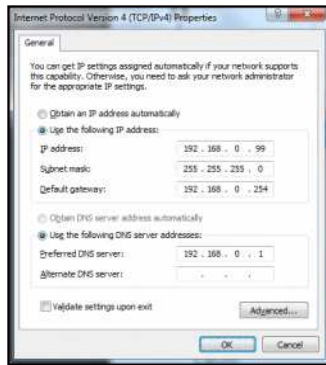 Internet Protocol Version 4 (TCP/IPv4) Properties
General
You can get IP settings assigned automatically if your network supports
this capability. Otherwise, you need to ask your network administrator
for the appropriate IP settings.
Obtain an IP address automatically
Use the following IP address:
IP address: 192 . 168 . 0 . 99
Subnet mask: 255 . 255 . 255 . 0
Default gateway: 192 . 168 . 0 . 254
Obtain DNS server address automatically
Use the following DNS server addresses:
Preferred DNS server: 192 . 168 . 0 . 1
Alternate DNS server: . . .
Validate settings upon exit
Advanced...
OK Cancel